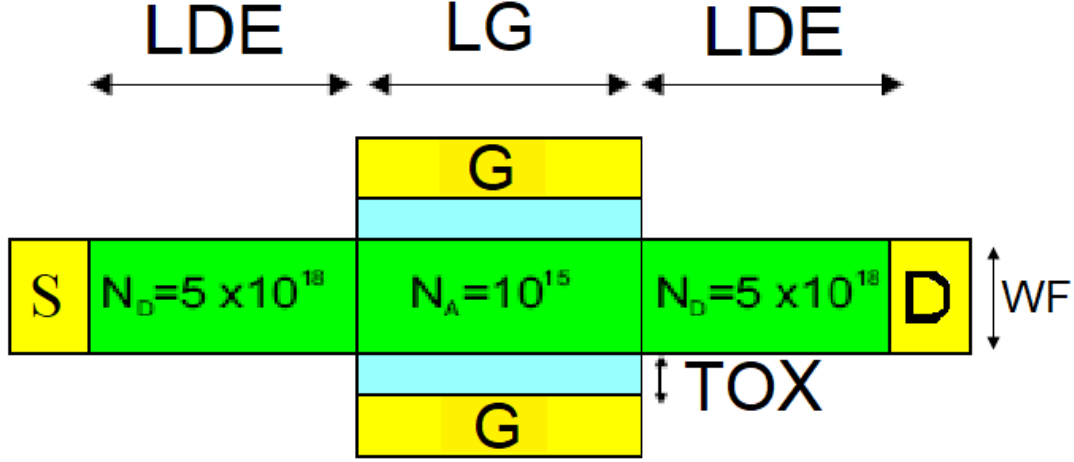 LDE LG LDE
G
S N_D=5 x10^18 N_A=10^15 N_D=5 x10^18 D WF
TOX
G